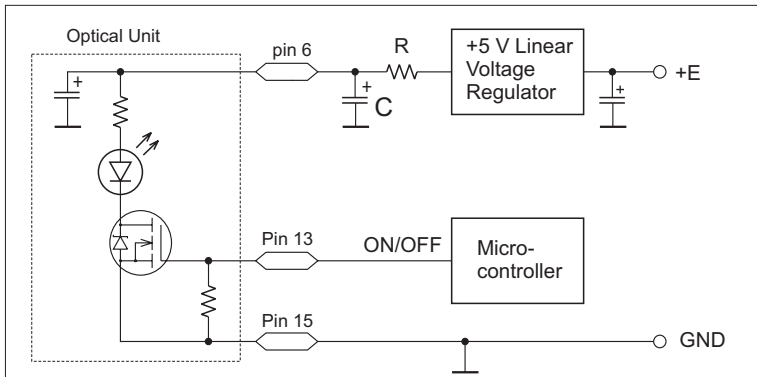 Optical Unit
pin 6
R
+5 V Linear
Voltage
Regulator
+E
+
+
C
+
Pin 13
ON/OFF
Micro-
controller
Pin 15
GND